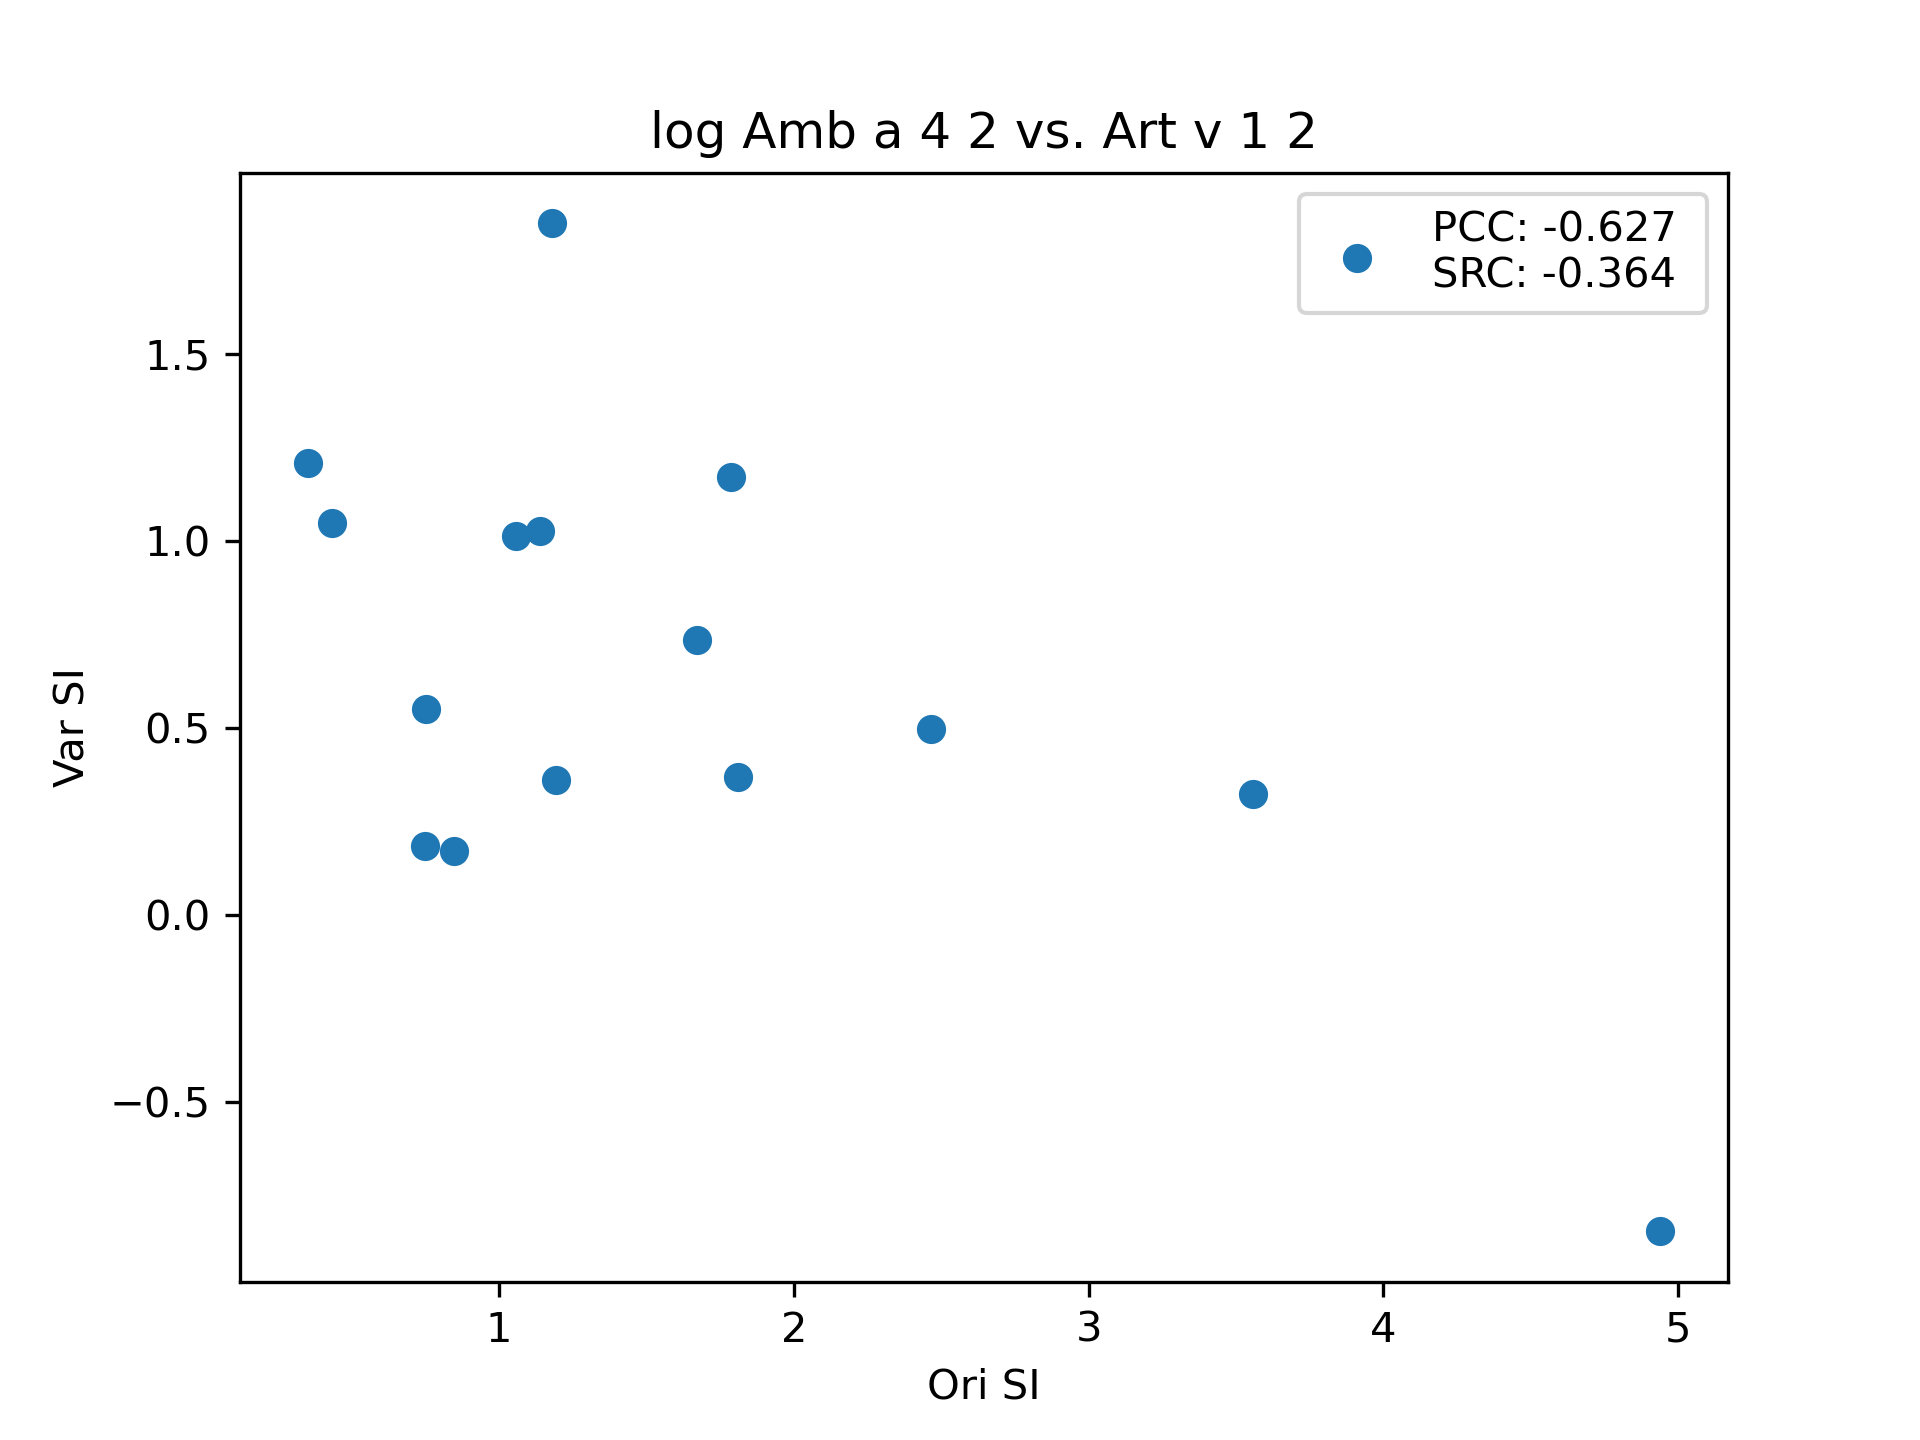 log Amb a 4 2 vs. Art v 1 2
PCC: -0.627
SRC: -0.364
Var SI
1.5
1.0
0.5
0.0
−0.5
1 2 3 4 5
Ori SI